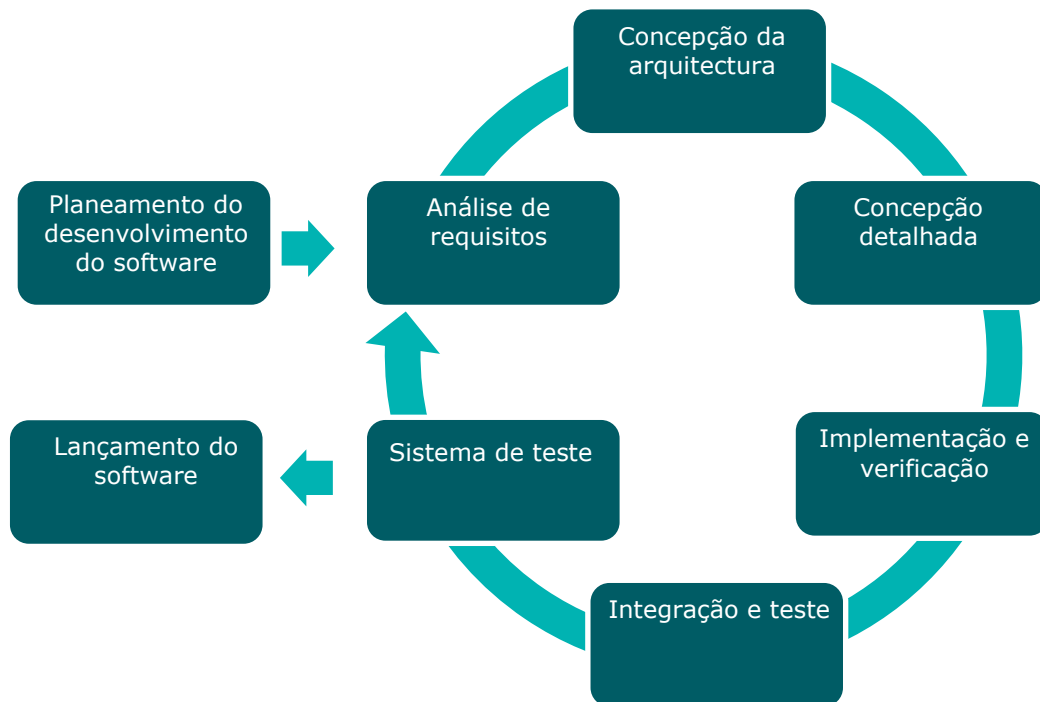 Concepção da
arquitectura
Planeamento do
desenvolvimento
do software
Análise de
requisitos
Concepção
detalhada
Lançamento do
software
Sistema de teste
Implementação e
verificação
Integração e teste